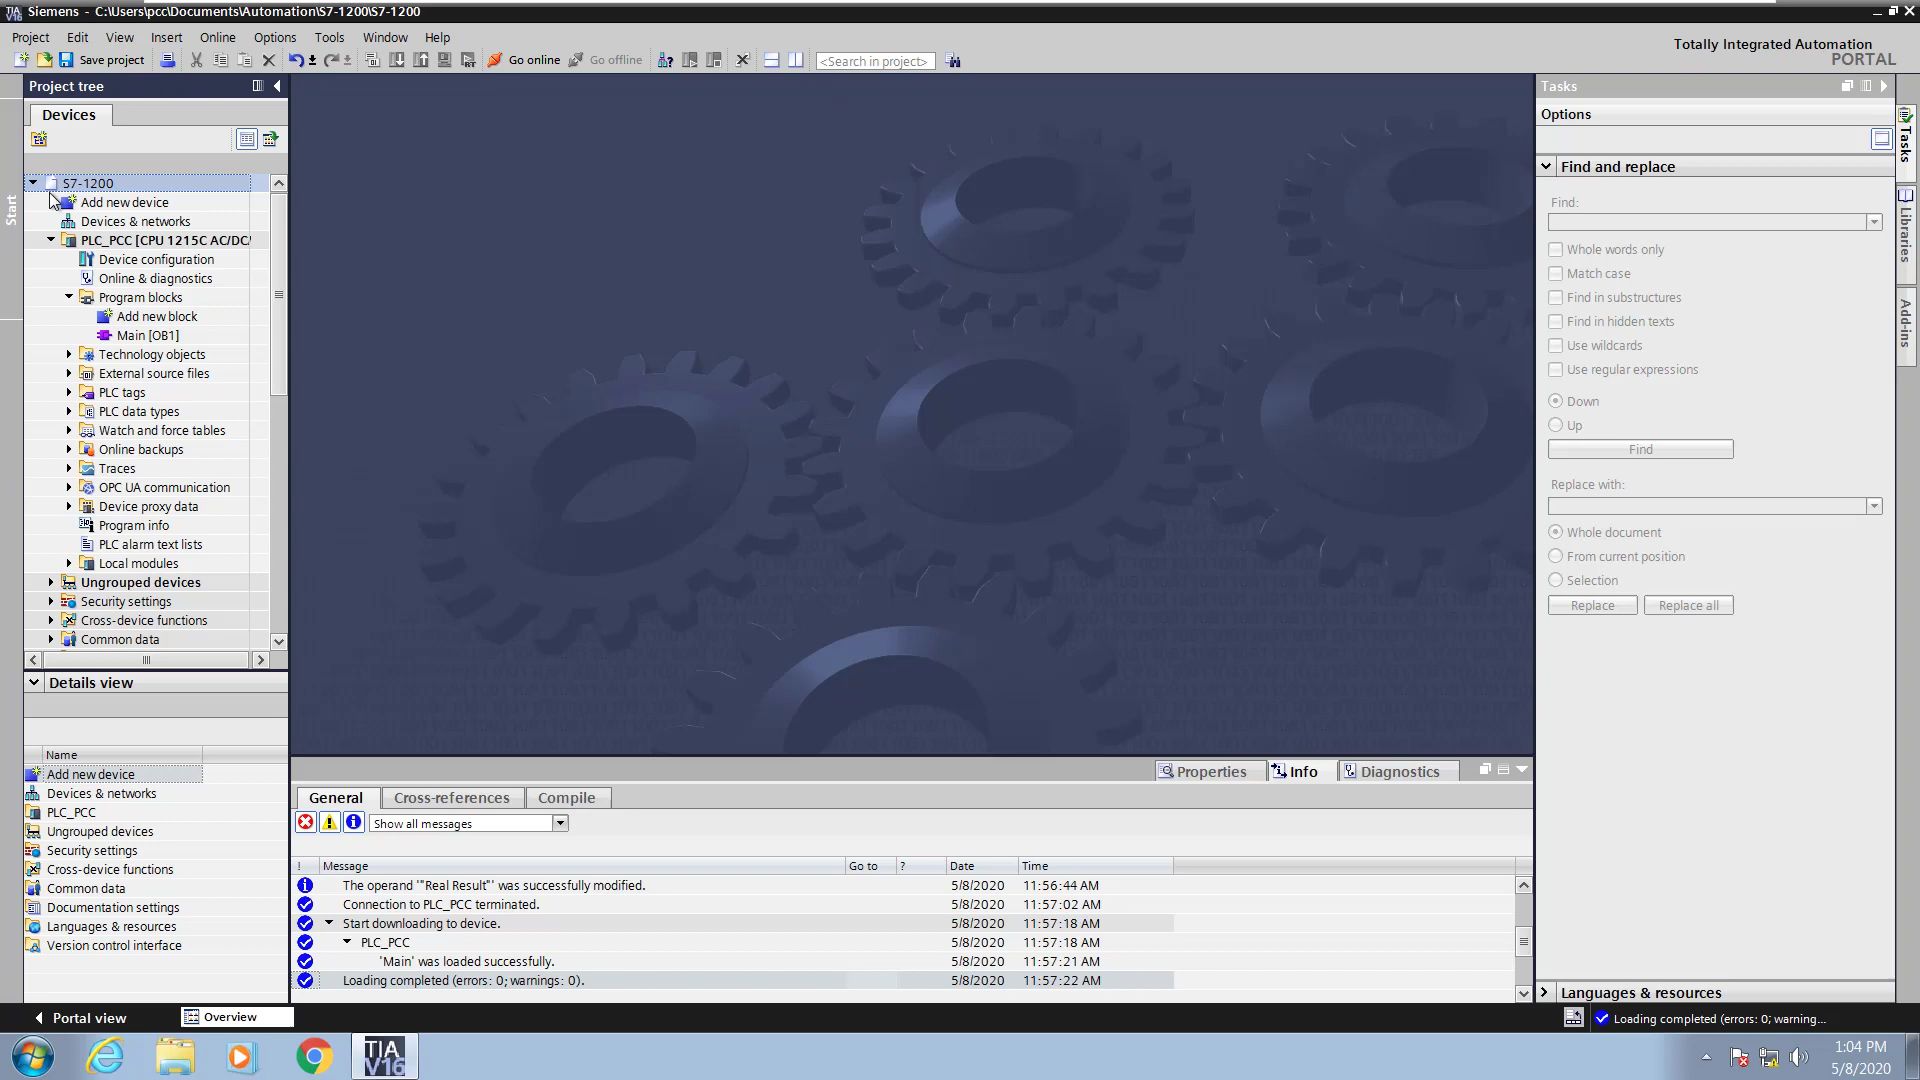 Siemens - C:\Users\pcc\Documents\Automation\S7-1200\S7-1200
Project Edit View Insert Online Options Tools Window Help
Totally Integrated Automation
PORTAL
Save project
Go online
Go offline
<Search in project>
Project tree
Devices
Start
S7-1200
Add new device
Devices & networks
PLC_PCC [CPU 1215C AC/DC/
Device configuration
Online & diagnostics
Program blocks
Add new block
Main [OB1]
Technology objects
External source files
PLC tags
PLC data types
Watch and force tables
Online backups
Traces
OPC UA communication
Device proxy data
Program info
PLC alarm text lists
Local modules
Ungrouped devices
Security settings
Cross-device functions
Common data
Details view
Name
Add new device
Devices & networks
PLC_PCC
Ungrouped devices
Security settings
Cross-device functions
Common data
Documentation settings
Languages & resources
Version control interface
Properties
Info
Diagnostics
General
Cross-references
Compile
Show all messages
! Message Go to ? Date Time
The operand '"Real Result"' was successfully modified. 5/8/2020 11:56:44 AM
Connection to PLC_PCC terminated. 5/8/2020 11:57:02 AM
Start downloading to device. 5/8/2020 11:57:18 AM
PLC_PCC 5/8/2020 11:57:18 AM
'Main' was loaded successfully. 5/8/2020 11:57:21 AM
Loading completed (errors: 0; warnings: 0). 5/8/2020 11:57:22 AM
Tasks
Options
Find and replace
Find:
Whole words only
Match case
Find in substructures
Find in hidden texts
Use wildcards
Use regular expressions
Down
Up
Find
Replace with:
Whole document
From current position
Selection
Replace
Replace all
Languages & resources
Tasks
Libraries
Add-ins
Portal view
Overview
Loading completed (errors: 0; warning...
TIA
V16
1:04 PM
5/8/2020